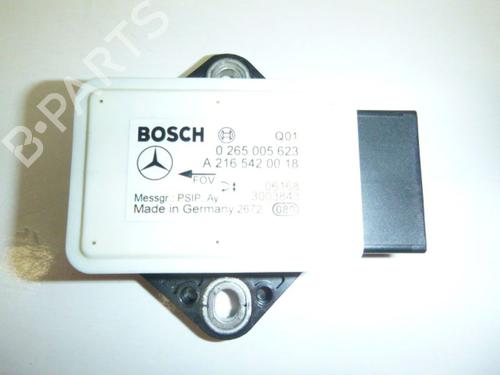 B-PARTS
BOSCH Q01
0 265 005 623
A 216 542 00 18
FOV
06168
Messgr.: PSIP, Ay 3003843
Made in Germany 2672 080